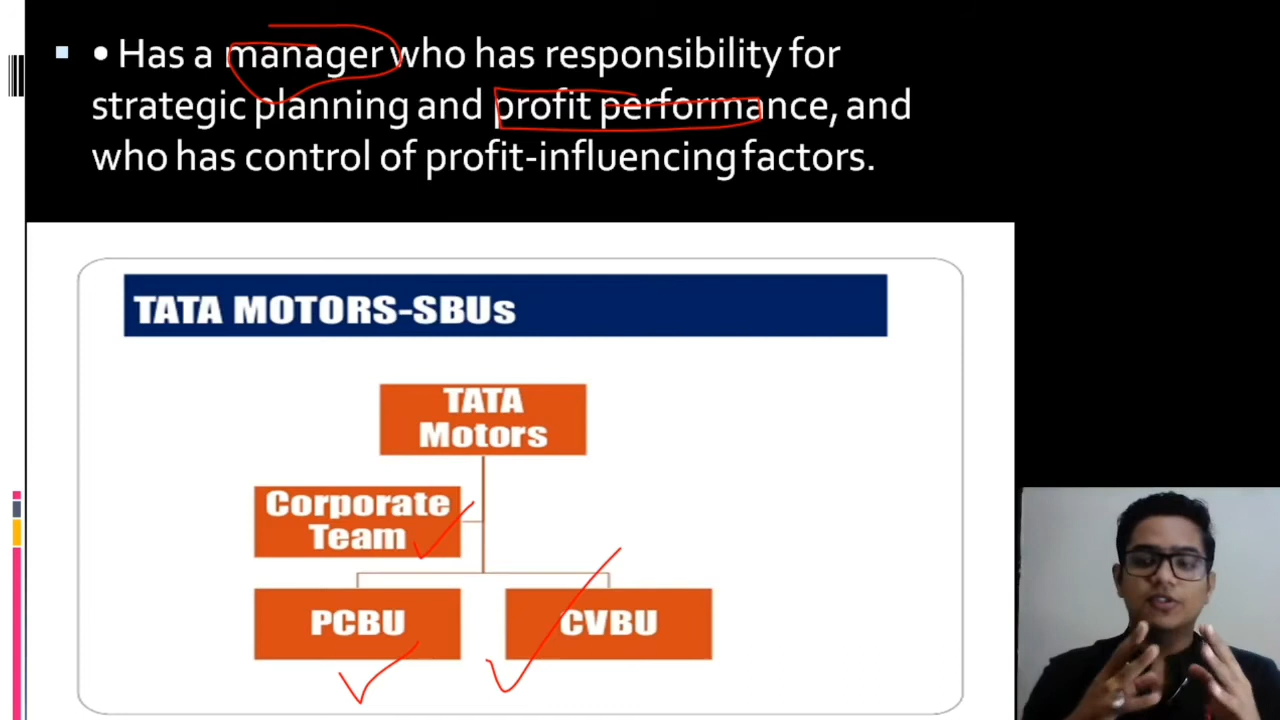 • Has a manager who has responsibility for
strategic planning and profit performance, and
who has control of profit-influencing factors.
TATA MOTORS-SBUs
TATA
Motors
Corporate
Team
PCBU
CVBU